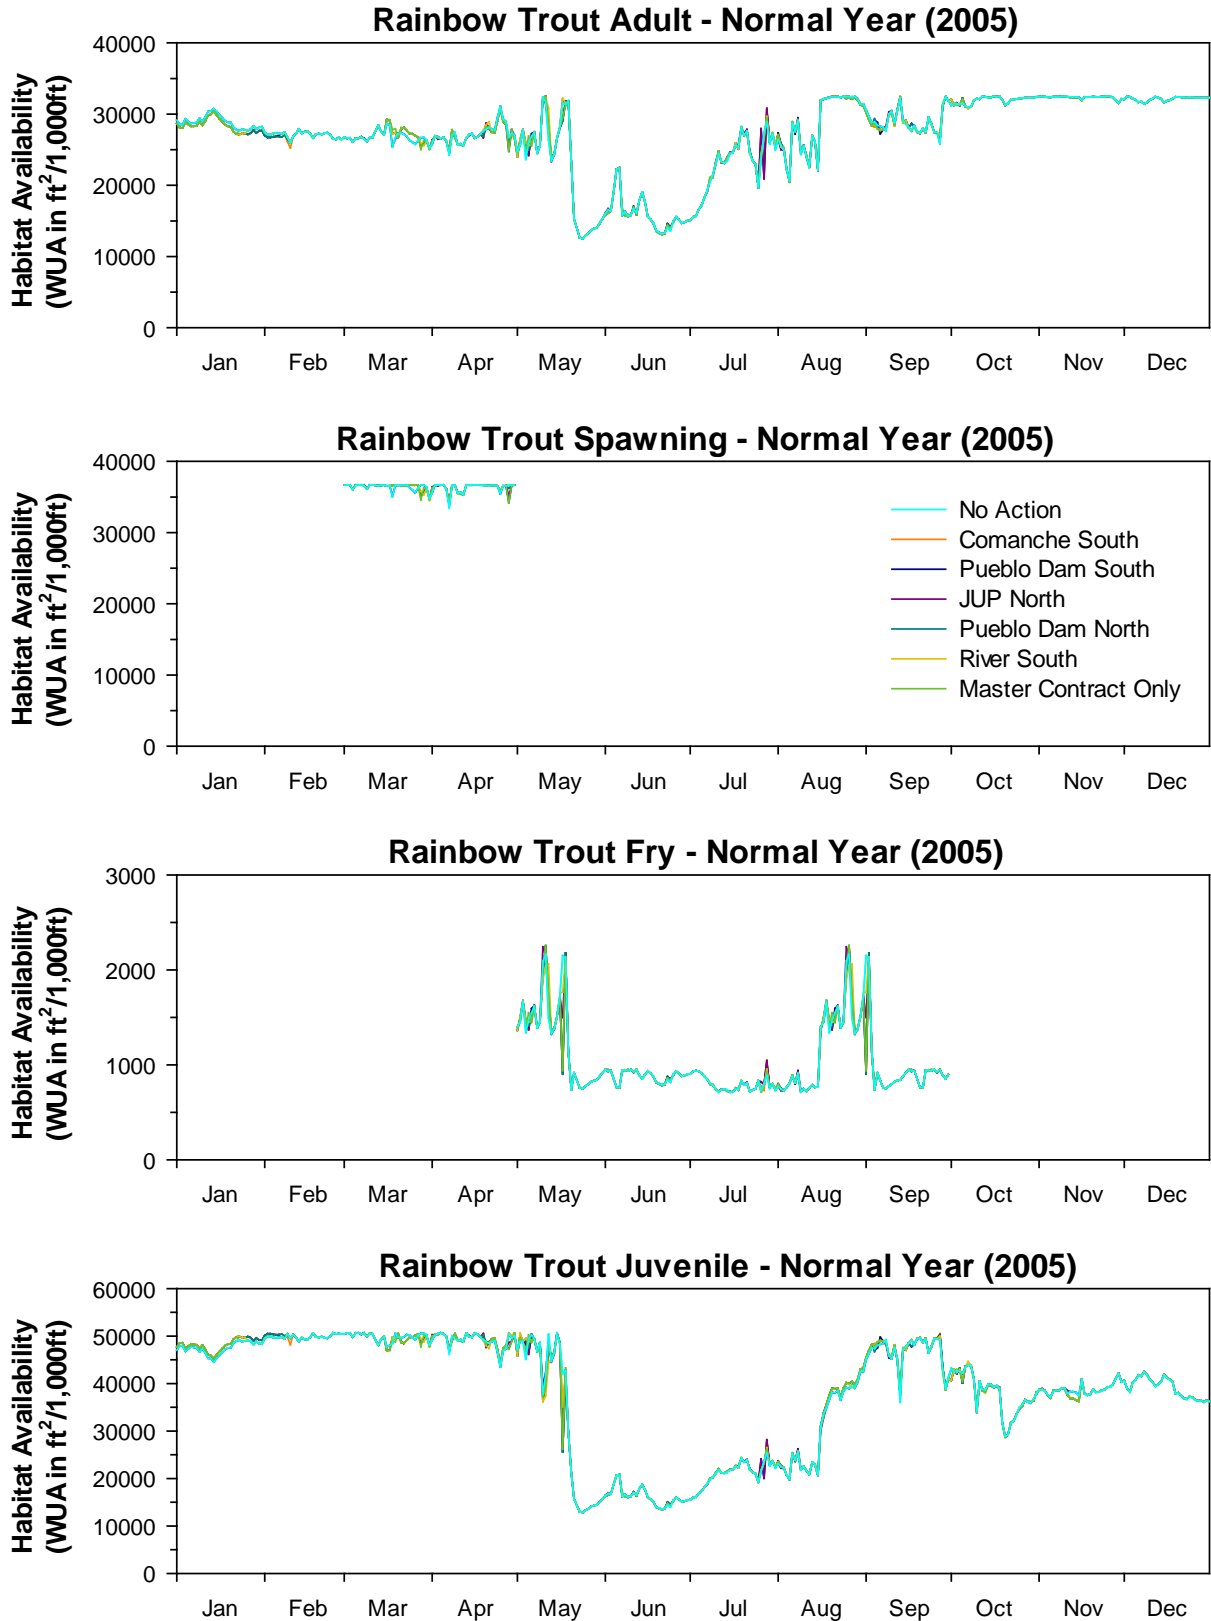 Rainbow Trout Adult - Normal Year (2005)
Habitat Availability
(WUA in ft²/1,000ft)
40000
30000
20000
10000
0
Jan Feb Mar Apr May Jun Jul Aug Sep Oct Nov Dec
Rainbow Trout Spawning - Normal Year (2005)
Habitat Availability
(WUA in ft²/1,000ft)
40000
30000
20000
10000
0
No Action
Comanche South
Pueblo Dam South
JUP North
Pueblo Dam North
River South
Master Contract Only
Jan Feb Mar Apr May Jun Jul Aug Sep Oct Nov Dec
Rainbow Trout Fry - Normal Year (2005)
Habitat Availability
(WUA in ft²/1,000ft)
3000
2000
1000
0
Jan Feb Mar Apr May Jun Jul Aug Sep Oct Nov Dec
Rainbow Trout Juvenile - Normal Year (2005)
Habitat Availability
(WUA in ft²/1,000ft)
60000
50000
40000
30000
20000
10000
0
Jan Feb Mar Apr May Jun Jul Aug Sep Oct Nov Dec